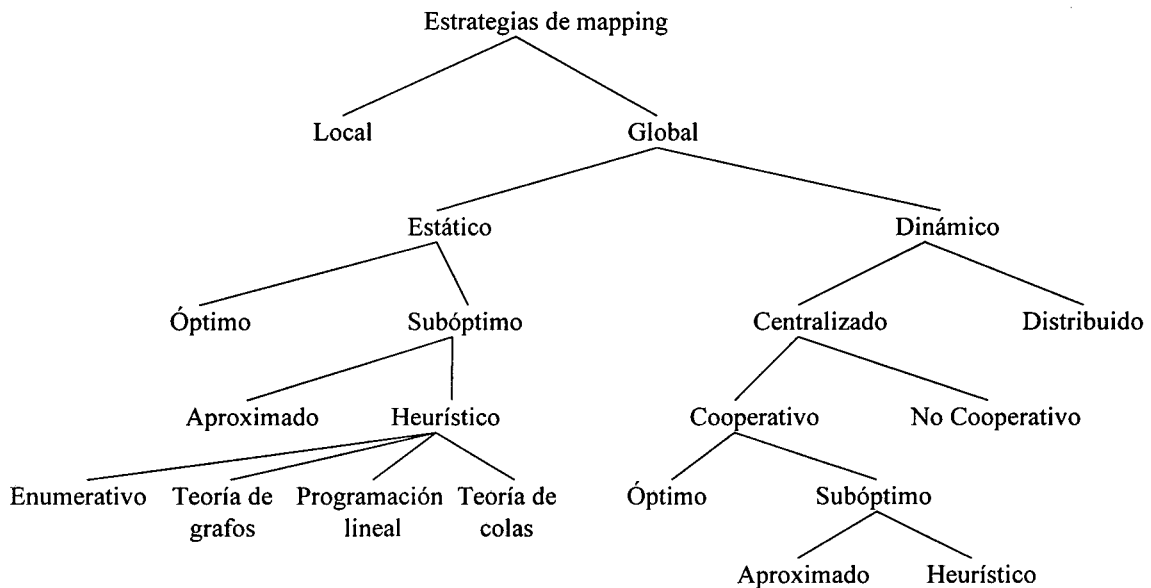 Estrategias de mapping
Local Global
Estático Dinámico
Óptimo Subóptimo Centralizado Distribuido
Aproximado Heurístico Cooperativo No Cooperativo
Enumerativo Teoría de Programación Teoría de Óptimo Subóptimo
grafos lineal colas
Aproximado Heurístico